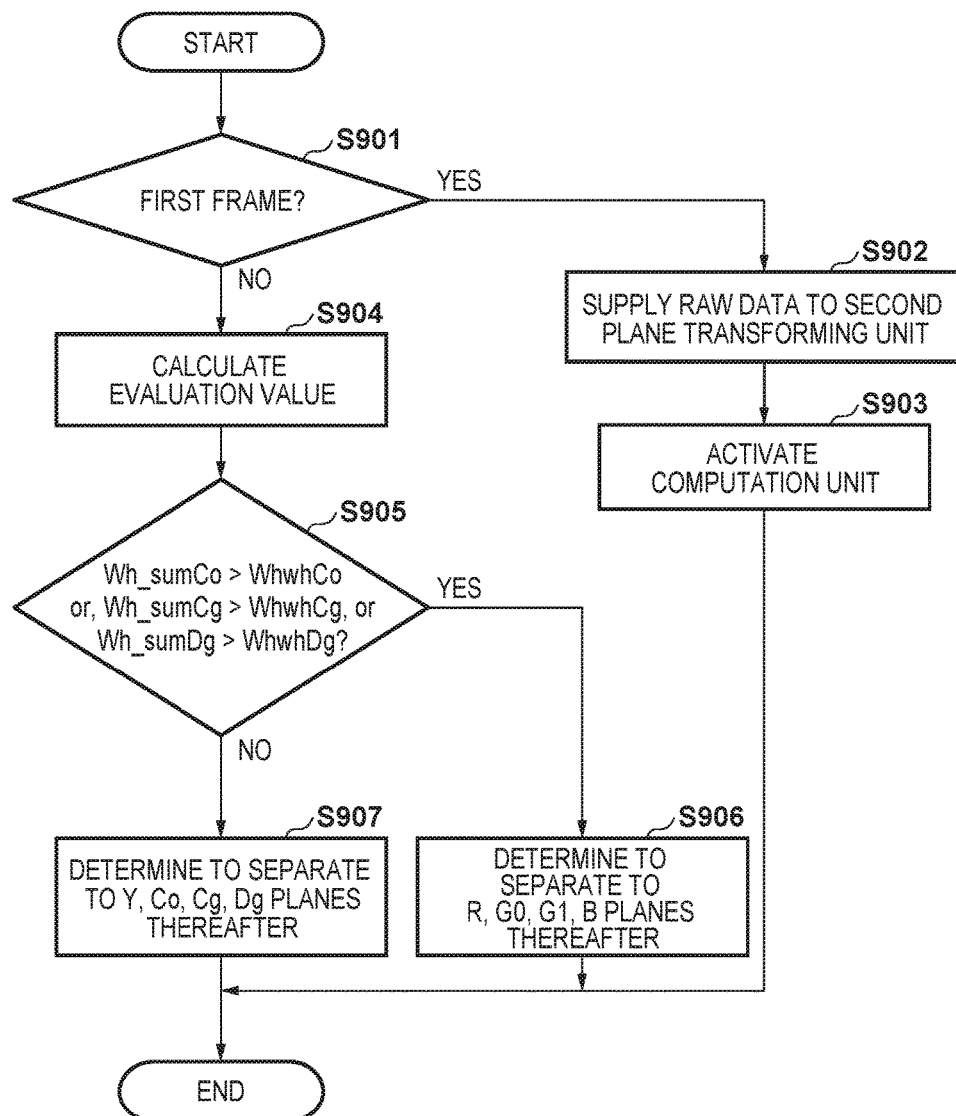 START
S901
FIRST FRAME?
YES
NO
S902
SUPPLY RAW DATA TO SECOND
PLANE TRANSFORMING UNIT
S904
CALCULATE
EVALUATION VALUE
S903
ACTIVATE
COMPUTATION UNIT
S905
Wh_sumCo > WhwhCo
or, Wh_sumCg > WhwhCg, or
Wh_sumDg > WhwhDg?
YES
NO
S907
DETERMINE TO SEPARATE
TO Y, Co, Cg, Dg PLANES
THEREAFTER
S906
DETERMINE TO
SEPARATE TO
R, G0, G1, B PLANES
THEREAFTER
END